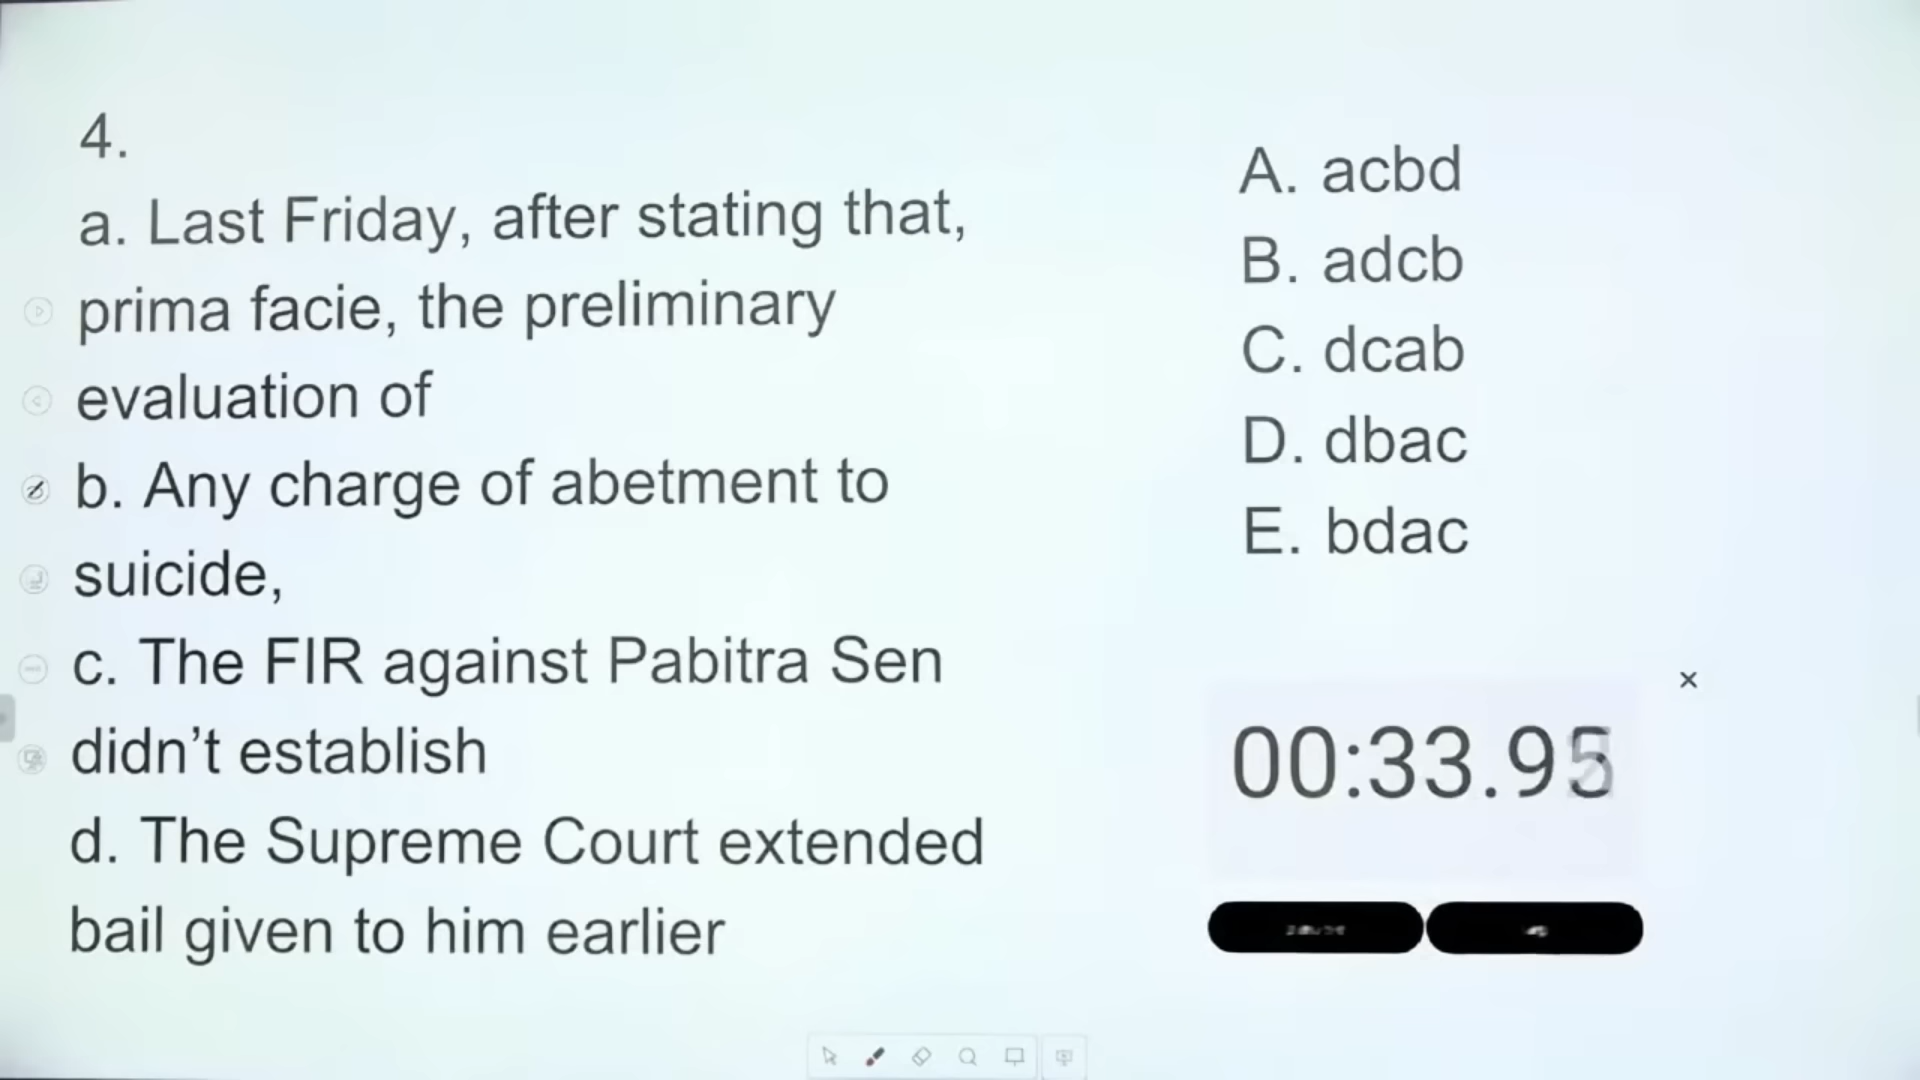 4.
a. Last Friday, after stating that,
prima facie, the preliminary
evaluation of
b. Any charge of abetment to
suicide,
c. The FIR against Pabitra Sen
didn’t establish
d. The Supreme Court extended
bail given to him earlier
A. acbd
B. adcb
C. dcab
D. dbac
E. bdac
×
00:33.95